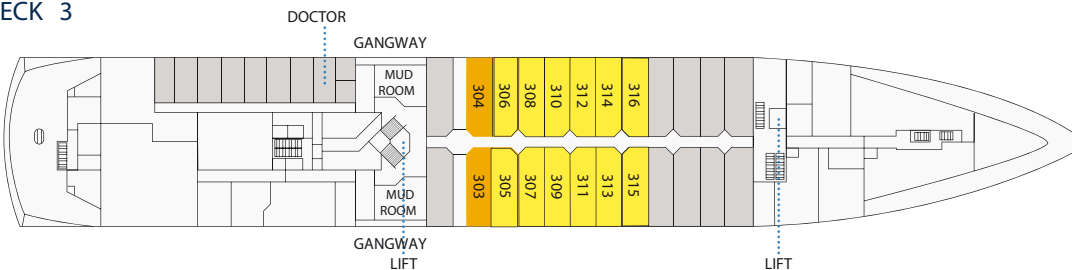 ECK 3
DOCTOR
GANGWAY
MUD
ROOM
304
306
308
310
312
314
316
303
305
307
309
311
313
315
MUD
ROOM
GANGWAY
LIFT
LIFT